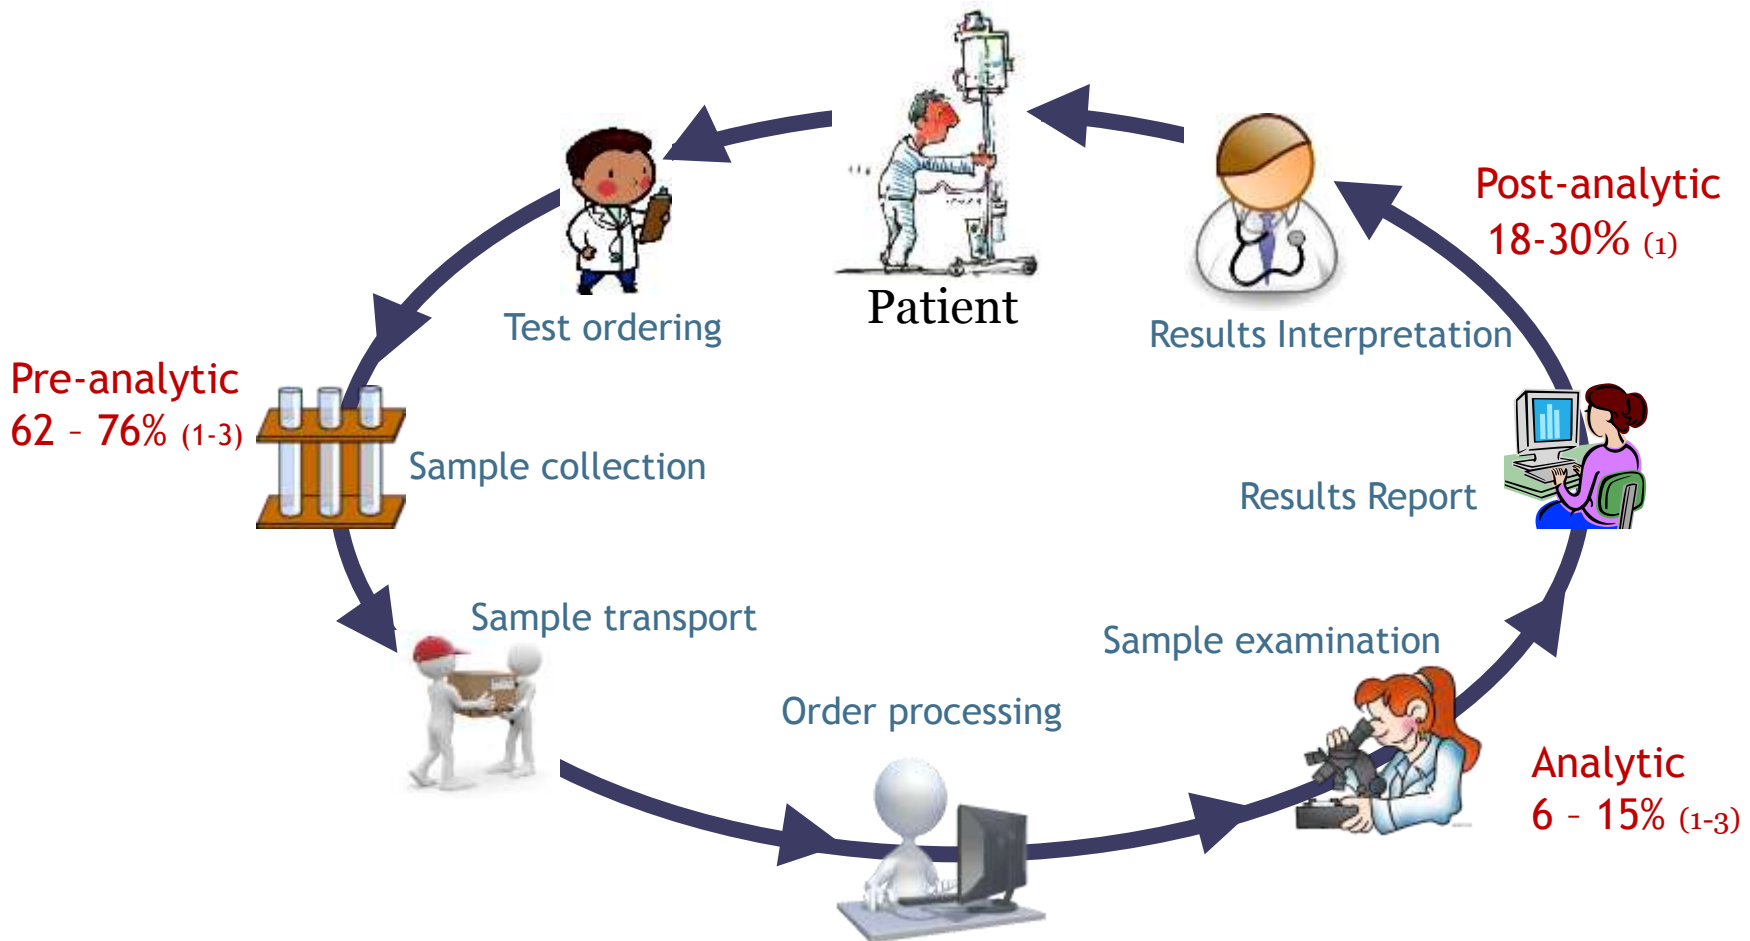 Patient
Test ordering
Pre-analytic
62 – 76% (1-3)
Sample collection
Sample transport
Order processing
Sample examination
Analytic
6 – 15% (1-3)
Results Report
Results Interpretation
Post-analytic
18-30% (1)